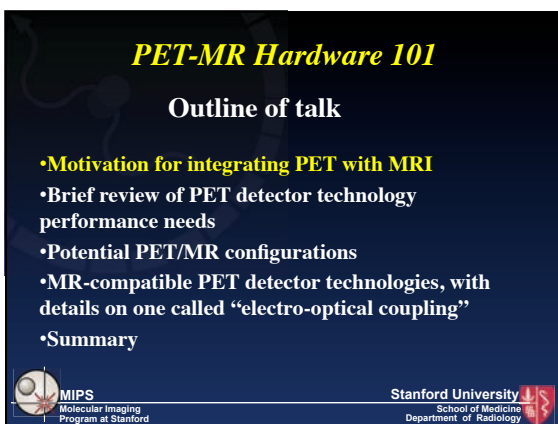 PET-MR Hardware 101
Outline of talk
•Motivation for integrating PET with MRI
•Brief review of PET detector technology
performance needs
•Potential PET/MR configurations
•MR-compatible PET detector technologies, with
details on one called “electro-optical coupling”
•Summary
MIPS
Molecular Imaging
Program at Stanford
Stanford University
School of Medicine
Department of Radiology